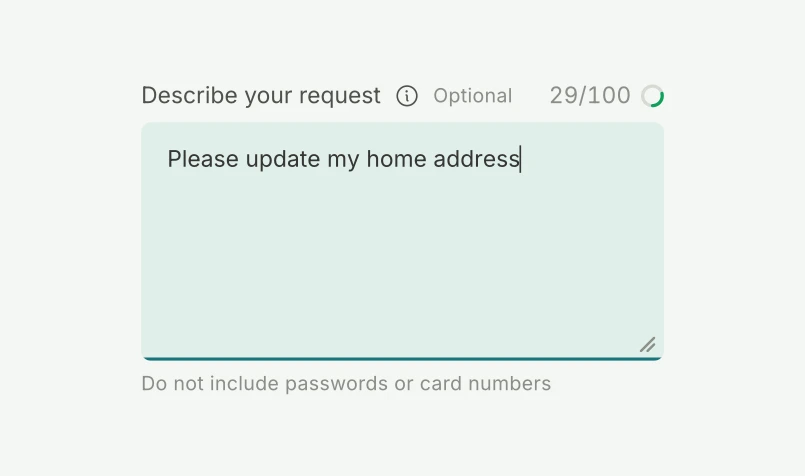 Describe your request Optional 29/100
Please update my home address
Do not include passwords or card numbers